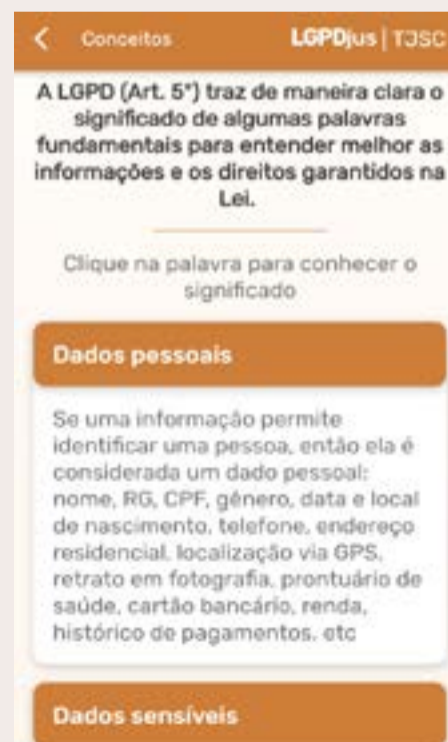 Conceitos LGPDjus | TJSC
A LGPD (Art. 5°) traz de maneira clara o
significado de algumas palavras
fundamentais para entender melhor as
informações e os direitos garantidos na
Lei.
Clique na palavra para conhecer o
significado
Dados pessoais
Se uma informação permite
identificar uma pessoa, então ela é
considerada um dado pessoal:
nome, RG, CPF, gênero, data e local
de nascimento, telefone, endereço
residencial, localização via GPS,
retrato em fotografia, prontuário de
saúde, cartão bancário, renda,
histórico de pagamentos. etc
Dados sensíveis